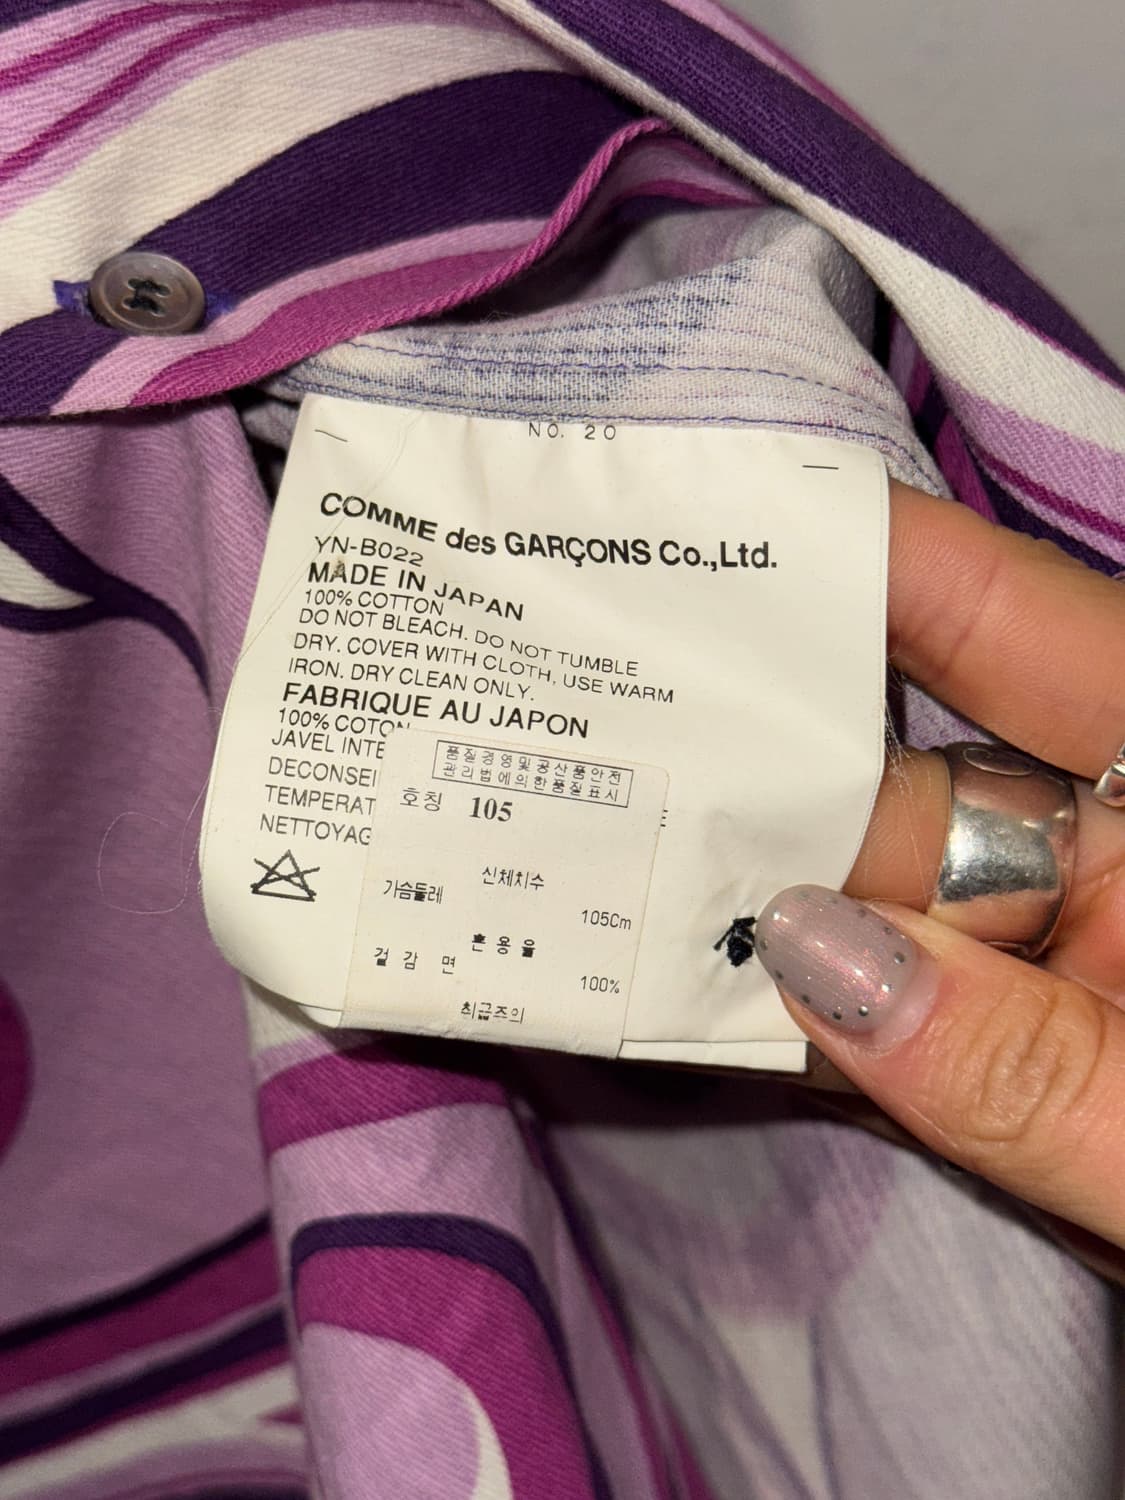 NO. 20
COMME des GARÇONS Co.,Ltd.
YN-B022
MADE IN JAPAN
100% COTTON
DO NOT BLEACH. DO NOT TUMBLE
DRY. COVER WITH CLOTH, USE WARM
IRON. DRY CLEAN ONLY.
FABRIQUE AU JAPON
100% COTON
JAVEL INTE
DECONSEI
TEMPERAT
NETTOYAG
품질경영및공산품안전
관리법에의한품질표시
호칭 105
신체치수
가슴둘레
105Cm
혼용율
겉감 면
100%
취급주의